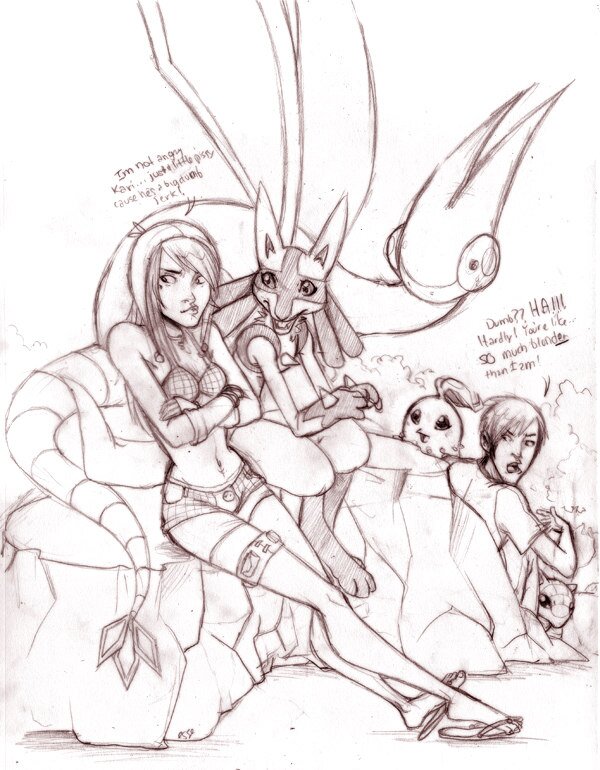 I'm not angry
Kari... just a little pissy
cause he's a big dumb
jerk!
Dumb?? HA!!!
Hardly! You're like...
SO much blonder
than I am!
esse